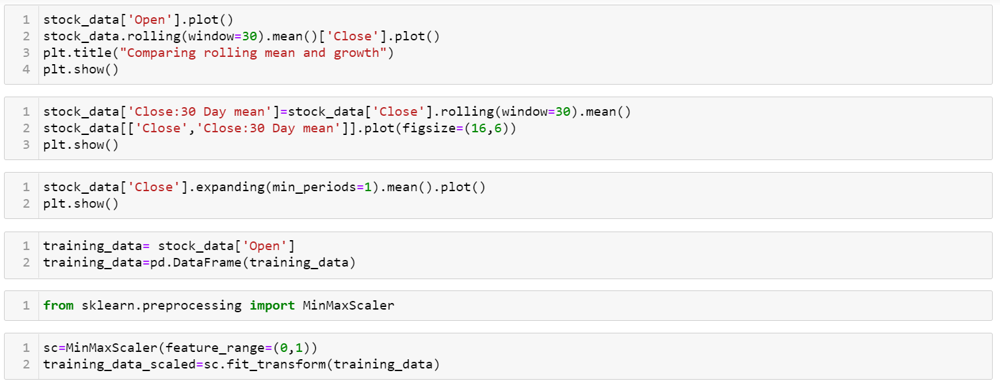 1 stock_data['Open'].plot()
2 stock_data.rolling(window=30).mean()['Close'].plot()
3 plt.title("Comparing rolling mean and growth")
4 plt.show()
1 stock_data['Close:30 Day mean']=stock_data['Close'].rolling(window=30).mean()
2 stock_data[['Close','Close:30 Day mean']].plot(figsize=(16,6))
3 plt.show()
1 stock_data['Close'].expanding(min_periods=1).mean().plot()
2 plt.show()
1 training_data= stock_data['Open']
2 training_data=pd.DataFrame(training_data)
1 from sklearn.preprocessing import MinMaxScaler
1 sc=MinMaxScaler(feature_range=(0,1))
2 training_data_scaled=sc.fit_transform(training_data)